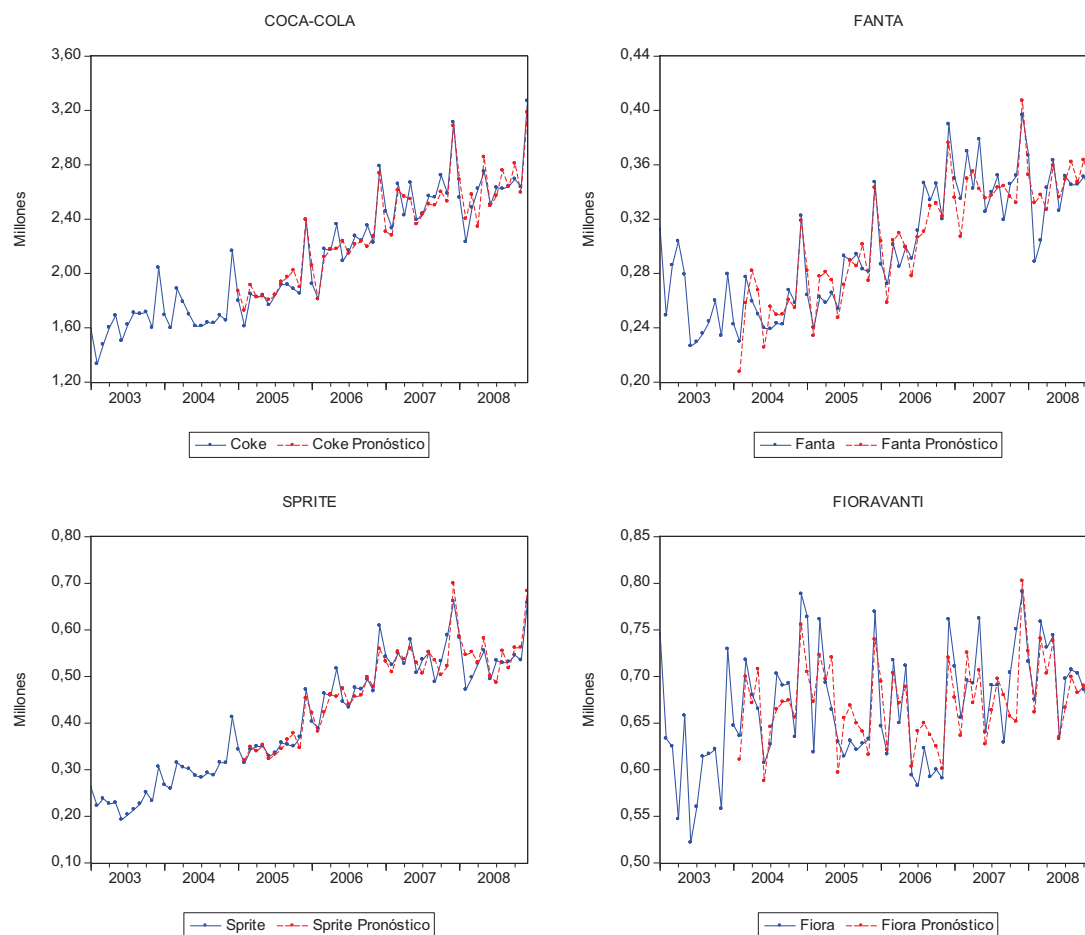 COCA-COLA
Millones
3,60
3,20
2,80
2,40
2,00
1,60
1,20
2003 2004 2005 2006 2007 2008
Coke Coke Pronóstico
FANTA
Millones
0,44
0,40
0,36
0,32
0,28
0,24
0,20
2003 2004 2005 2006 2007 2008
Fanta Fanta Pronóstico
SPRITE
Millones
0,80
0,70
0,60
0,50
0,40
0,30
0,20
0,10
2003 2004 2005 2006 2007 2008
Sprite Sprite Pronóstico
FIORAVANTI
Millones
0,85
0,80
0,75
0,70
0,65
0,60
0,55
0,50
2003 2004 2005 2006 2007 2008
Fiora Fiora Pronóstico